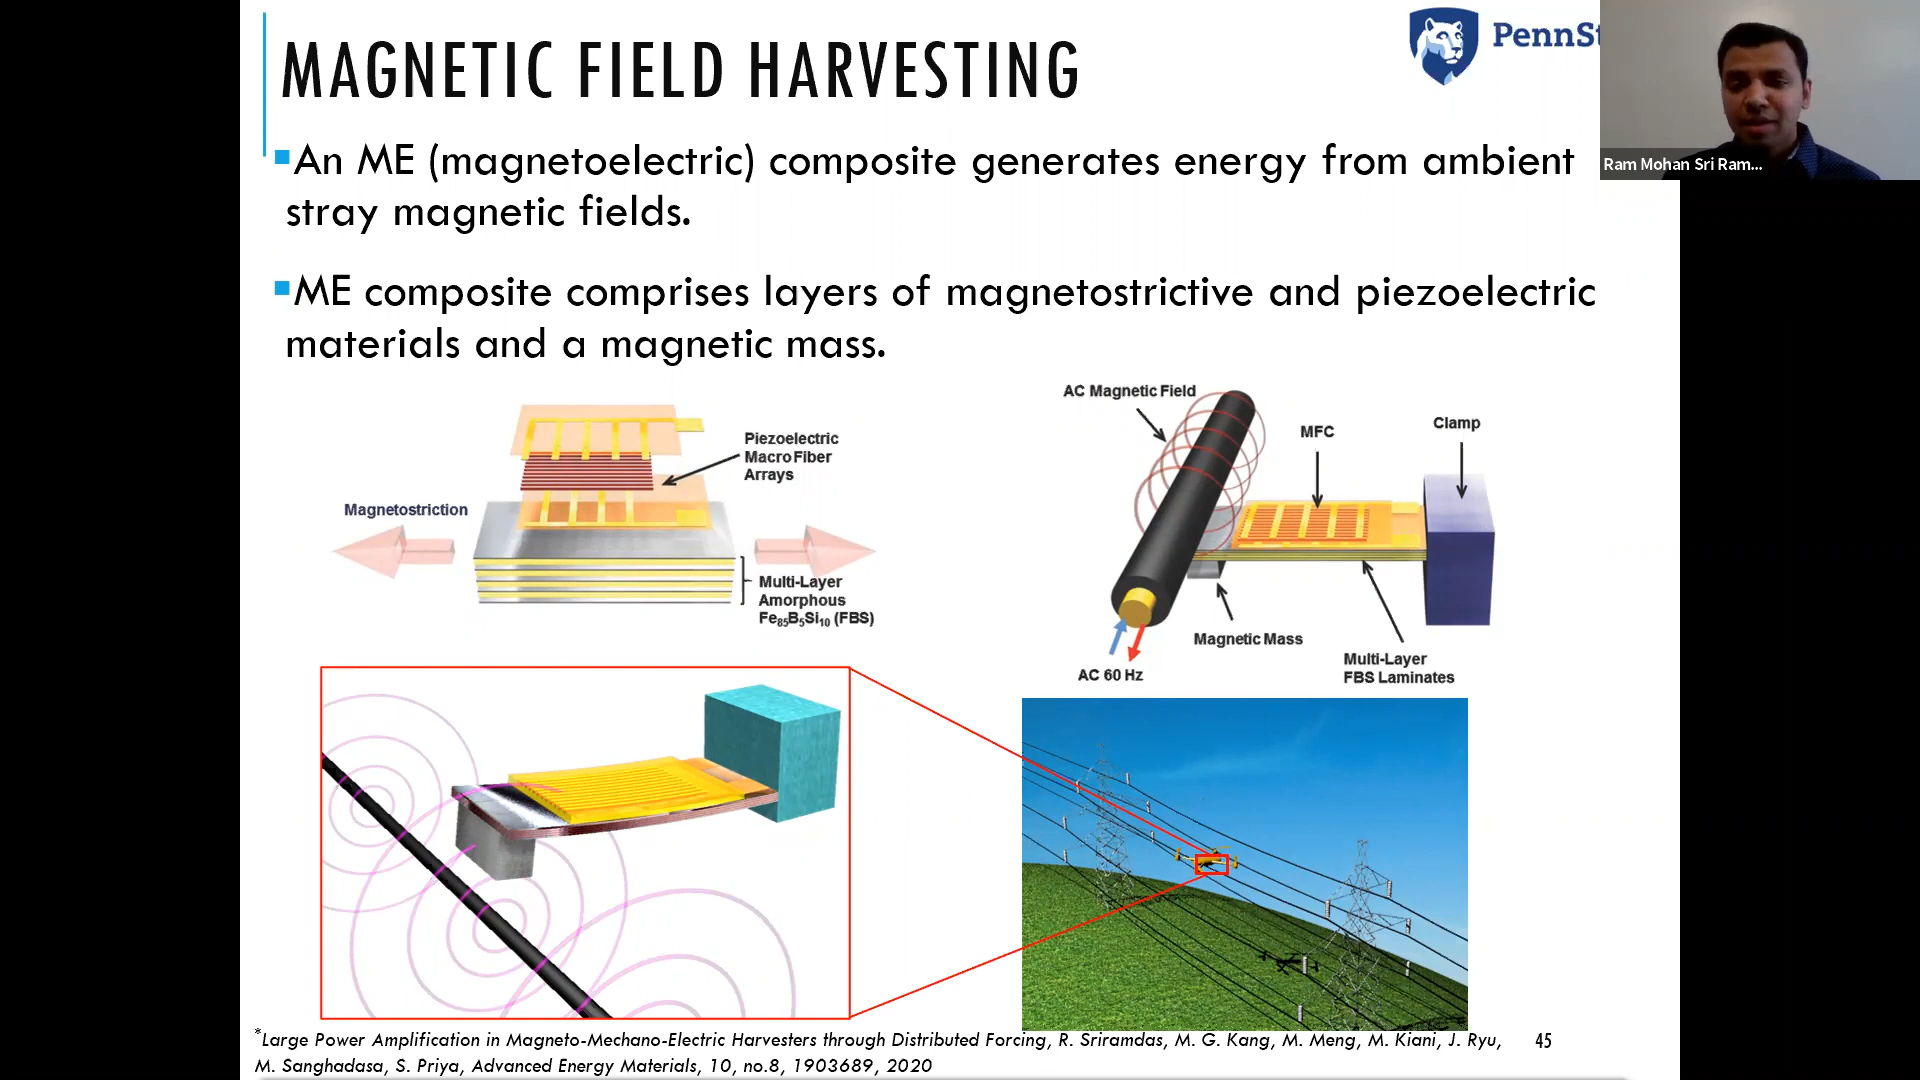 MAGNETIC FIELD HARVESTING
PennSt
Ram Mohan Sri Ram...
▪An ME (magnetoelectric) composite generates energy from ambient
stray magnetic fields.
▪ME composite comprises layers of magnetostrictive and piezoelectric
materials and a magnetic mass.
Piezoelectric
Macro Fiber
Arrays
Magnetostriction
Multi-Layer
Amorphous
Fe₈₅B₅Si₁₀ (FBS)
AC Magnetic Field
MFC
Clamp
Magnetic Mass
AC 60 Hz
Multi-Layer
FBS Laminates
*Large Power Amplification in Magneto-Mechano-Electric Harvesters through Distributed Forcing, R. Sriramdas, M. G. Kang, M. Meng, M. Kiani, J. Ryu,
M. Sanghadasa, S. Priya, Advanced Energy Materials, 10, no.8, 1903689, 2020
45